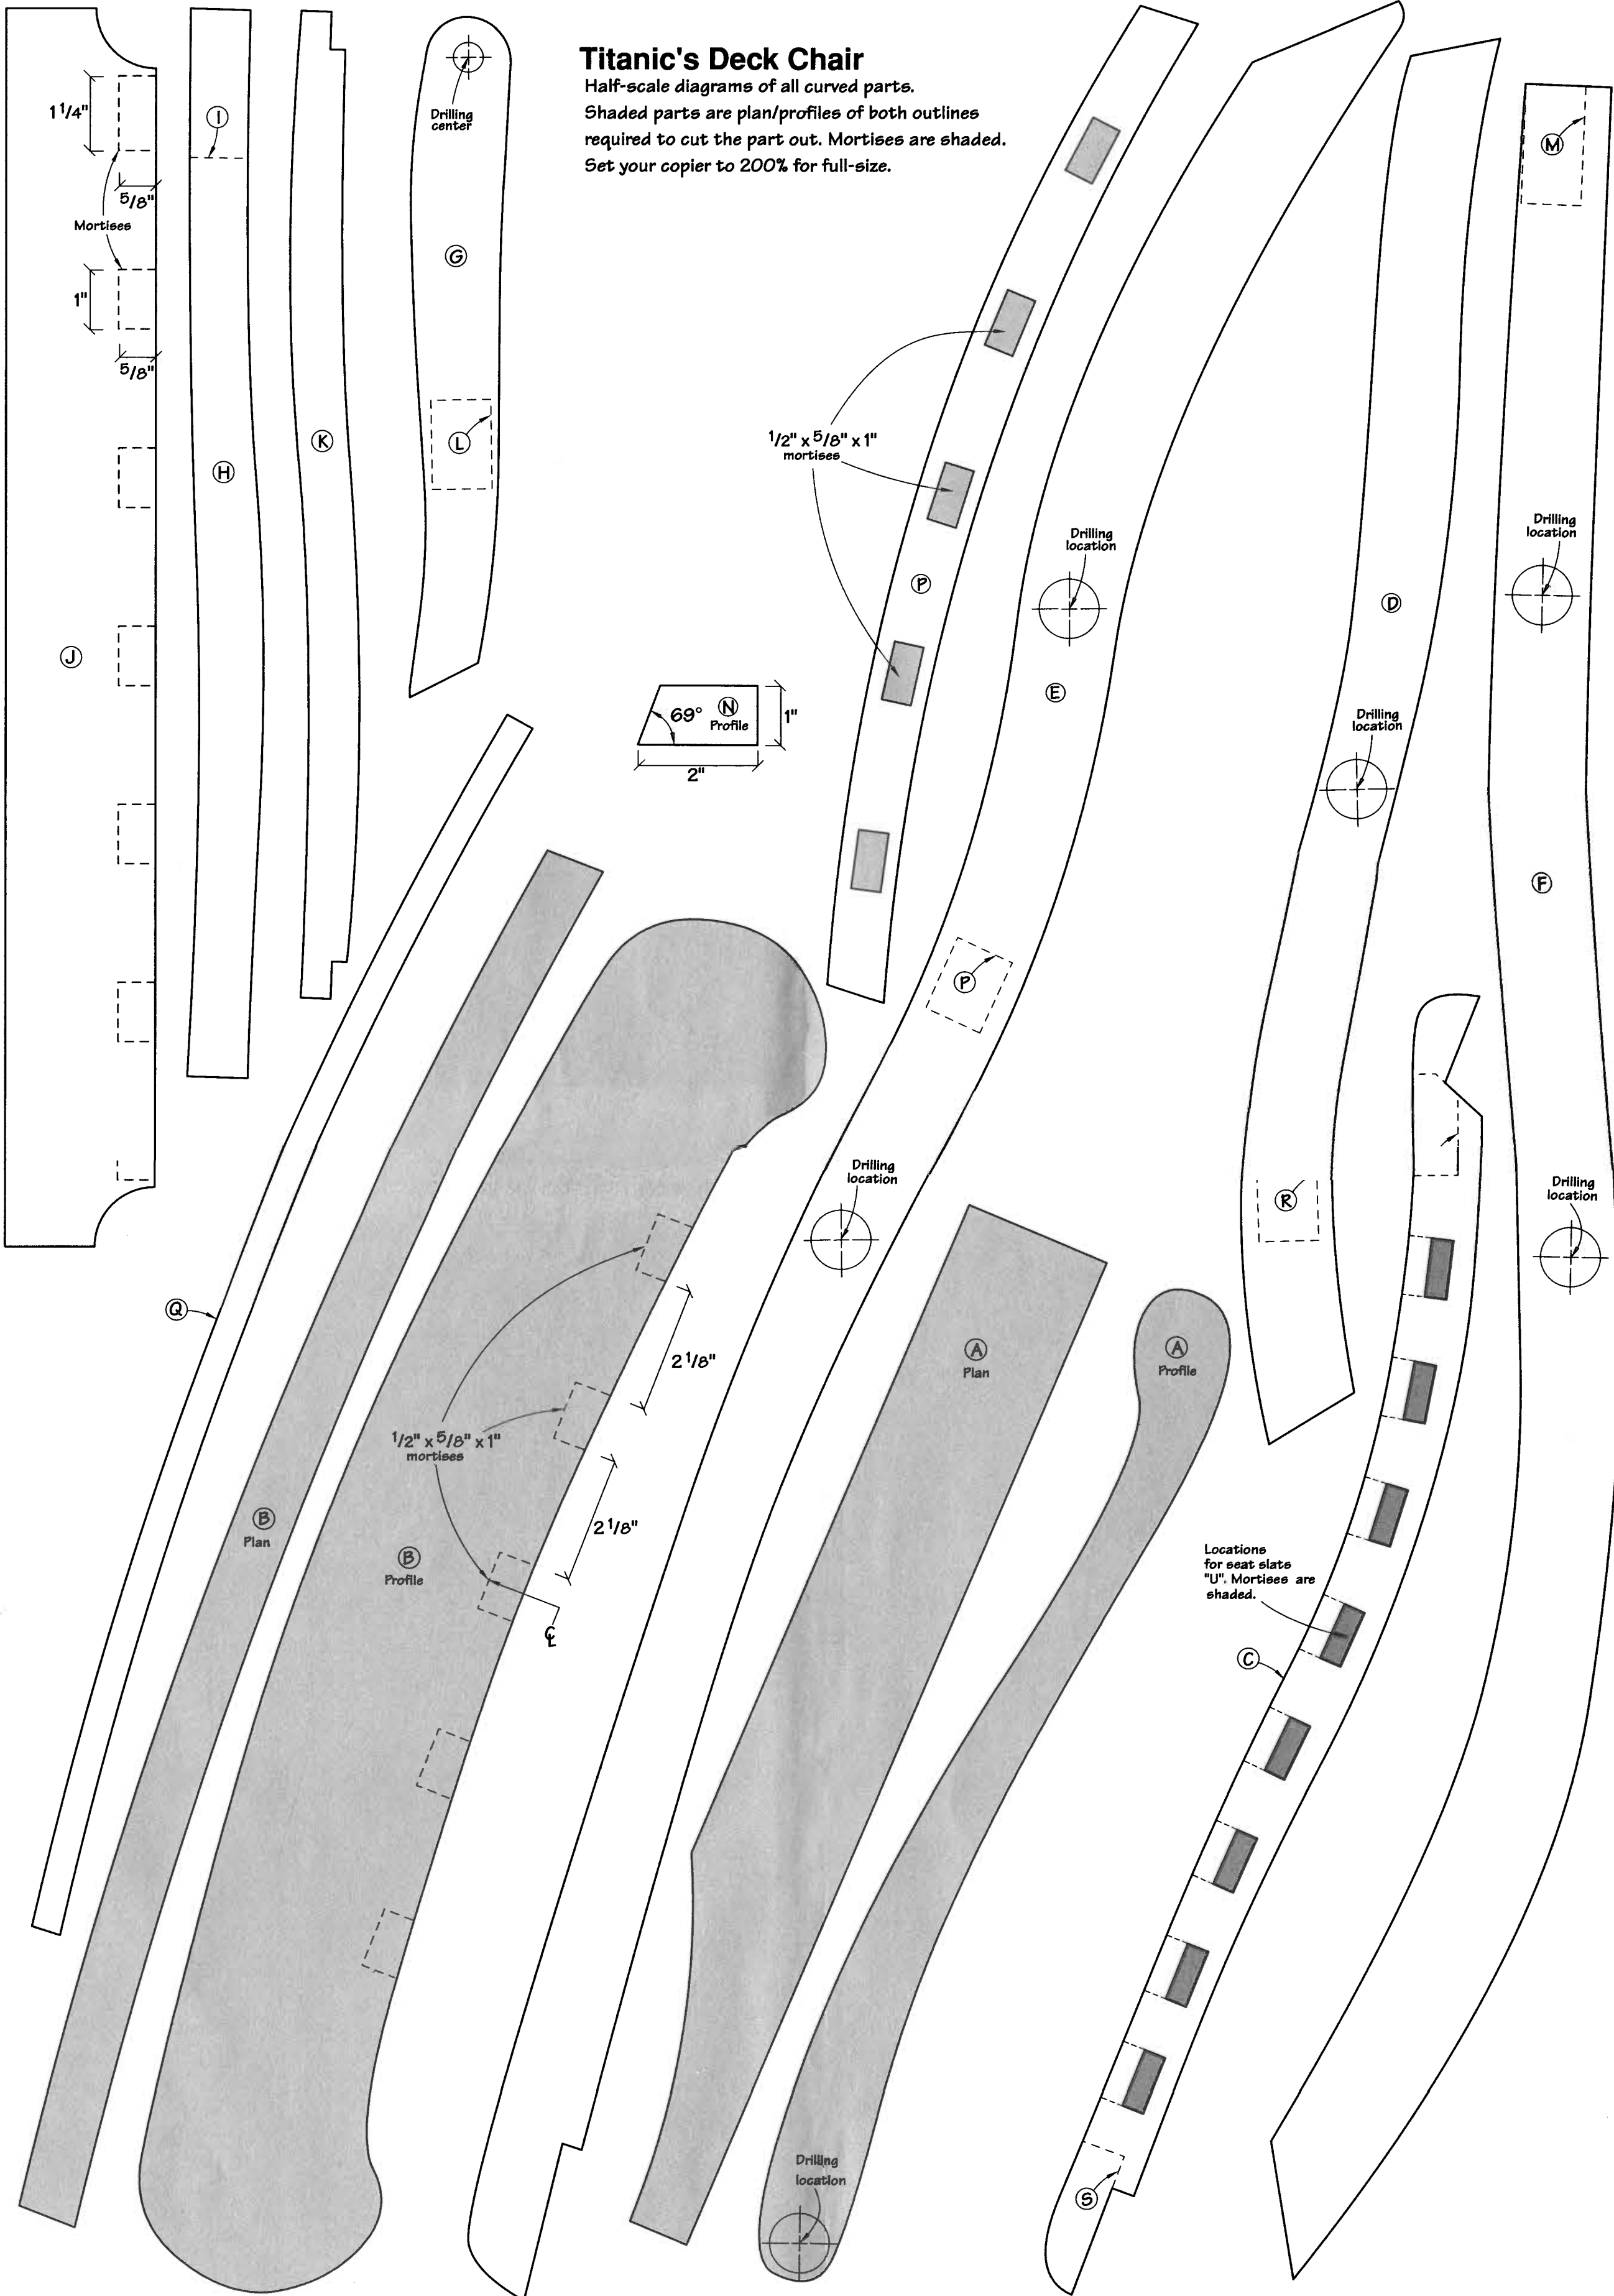 Titanic's Deck Chair
Half-scale diagrams of all curved parts.
Shaded parts are plan/profiles of both outlines
required to cut the part out. Mortises are shaded.
Set your copier to 200% for full-size.
1 1/4"
5/8"
Mortises
1"
5/8"
J
I
H
K
Drilling
center
G
L
1/2" x 5/8" x 1"
mortises
P
69°
N
Profile
1"
2"
Drilling
location
E
P
Drilling
location
D
Drilling
location
R
M
Drilling
location
F
Drilling
location
Q
B
Plan
1/2" x 5/8" x 1"
mortises
B
Profile
2 1/8"
2 1/8"
℄
A
Plan
A
Profile
Drilling
location
Locations
for seat slats
"U". Mortises are
shaded.
C
S